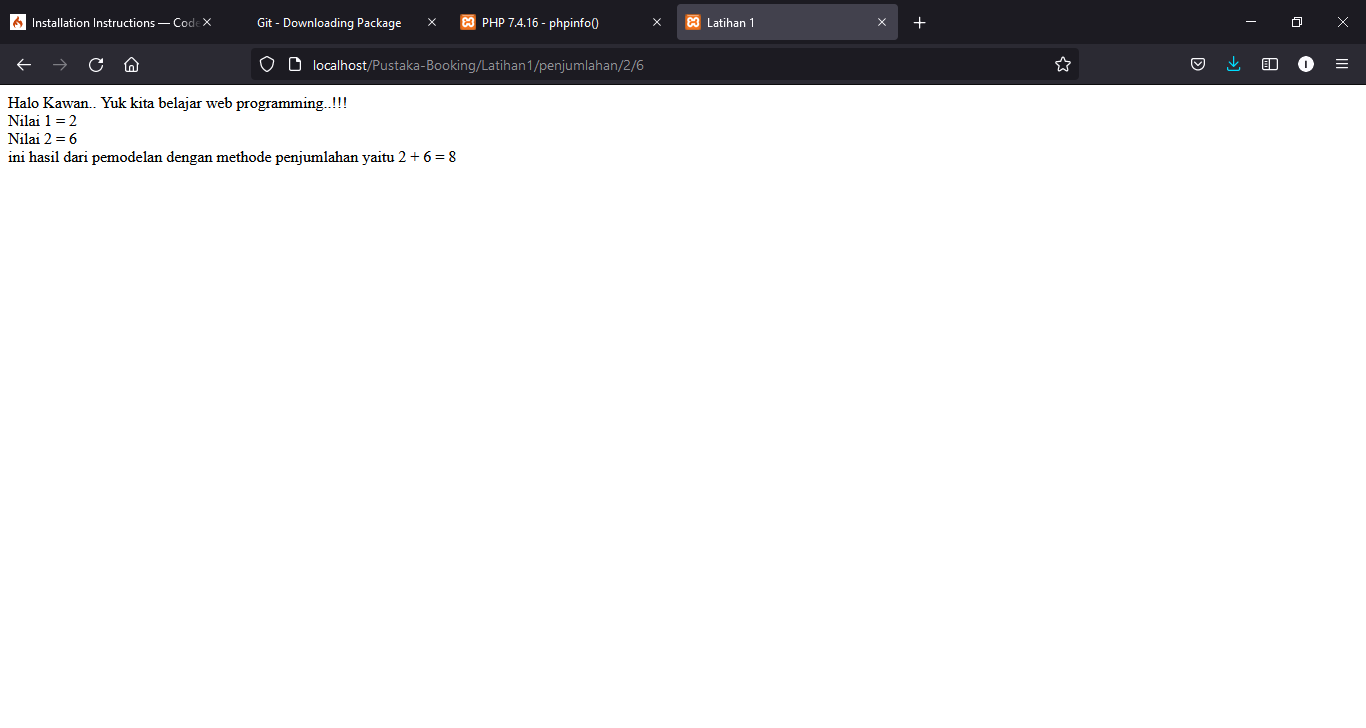 Installation Instructions — Code
Git - Downloading Package
PHP 7.4.16 - phpinfo()
Latihan 1
localhost/Pustaka-Booking/Latihan1/penjumlahan/2/6
I
Halo Kawan.. Yuk kita belajar web programming..!!!
Nilai 1 = 2
Nilai 2 = 6
ini hasil dari pemodelan dengan methode penjumlahan yaitu 2 + 6 = 8